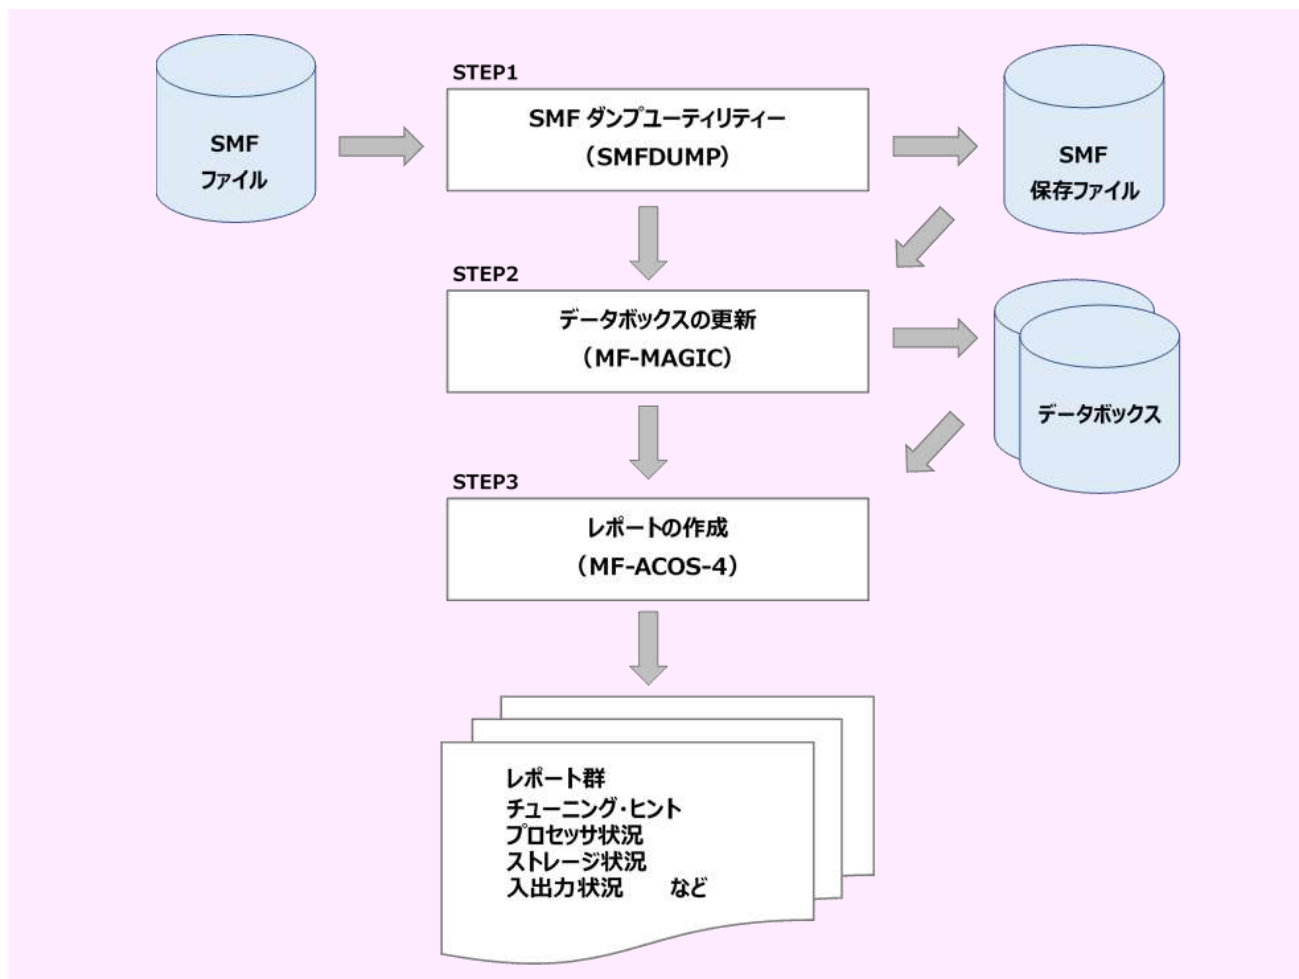 SMF
ファイル
STEP1
SMF ダンプユーティリティー
（SMFDUMP）
SMF
保存ファイル
STEP2
データボックスの更新
（MF-MAGIC）
データボックス
STEP3
レポートの作成
（MF-ACOS-4）
レポート群
チューニング・ヒント
プロセッサ状況
ストレージ状況
入出力状況　　など